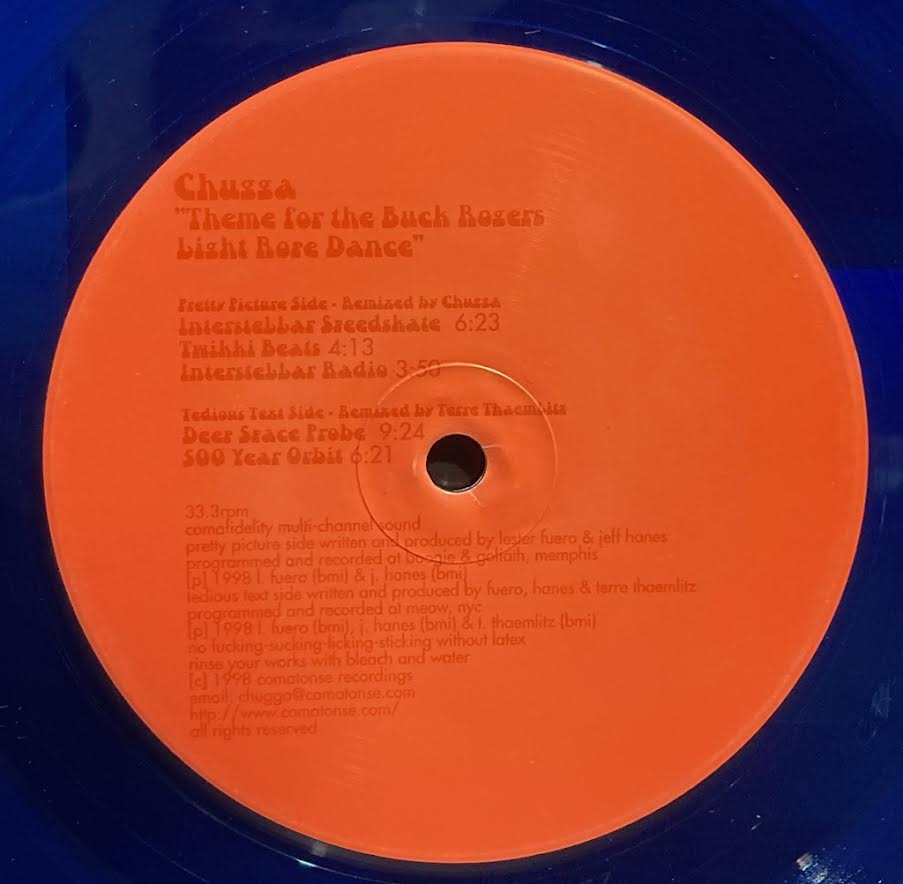 Chugga
"Theme for the Buck Rogers
Light Rope Dance"
Pretty Picture Side - Remixed by Chugga
Interstellar Speedskate 6:23
Twikki Beats 4:13
Interstellar Radio 3:50
Tedious Text Side - Remixed by Terre Thaemlitz
Deep Space Probe 9:24
500 Year Orbit 6:21
33.3rpm
comafidelity multi-channel sound
pretty picture side written and produced by lester fuero & jeff hanes
programmed and recorded at boogie & goliath, memphis
[p] 1998 l. fuero (bmi) & j. hanes (bmi)
tedious text side written and produced by fuero, hanes & terre thaemlitz
programmed and recorded at meow, nyc
[p] 1998 l. fuero (bmi), j. hanes (bmi) & t. thaemlitz (bmi)
no fucking-sucking-licking-sticking without latex
rinse your works with bleach and water
[c] 1998 comatonse recordings
email. chugga@comatonse.com
http://www.comatonse.com/
all rights reserved